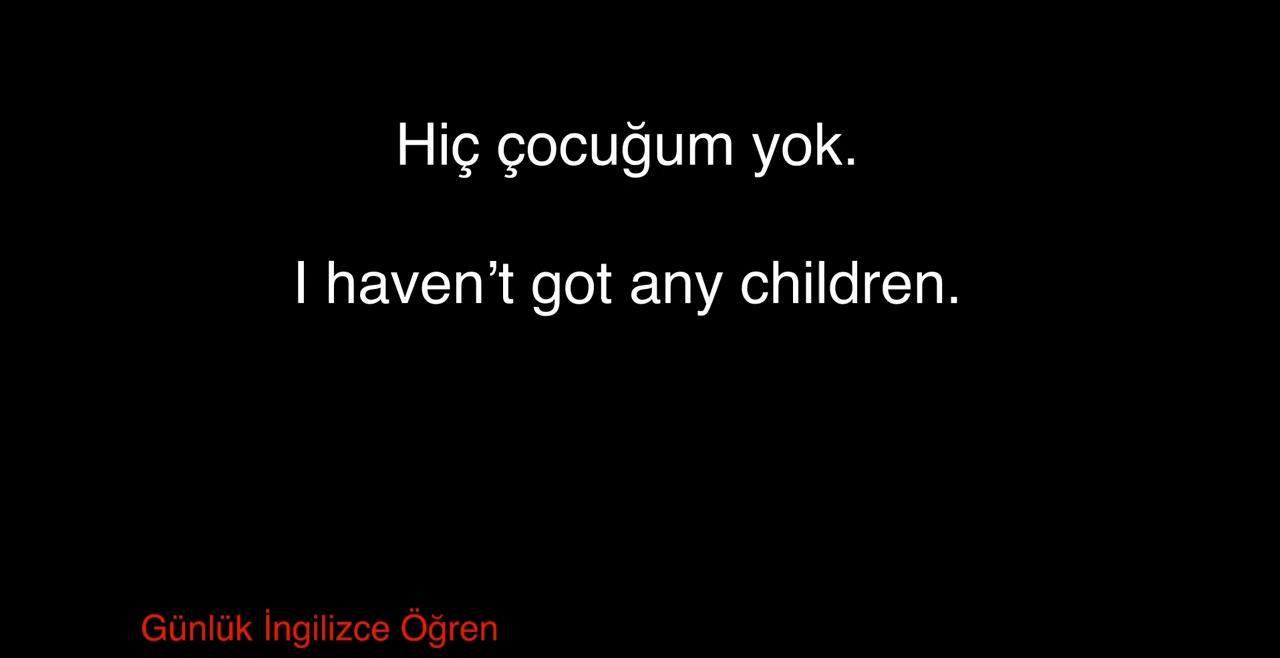 Hiç çocuğum yok.
I haven’t got any children.
Günlük İngilizce Öğren